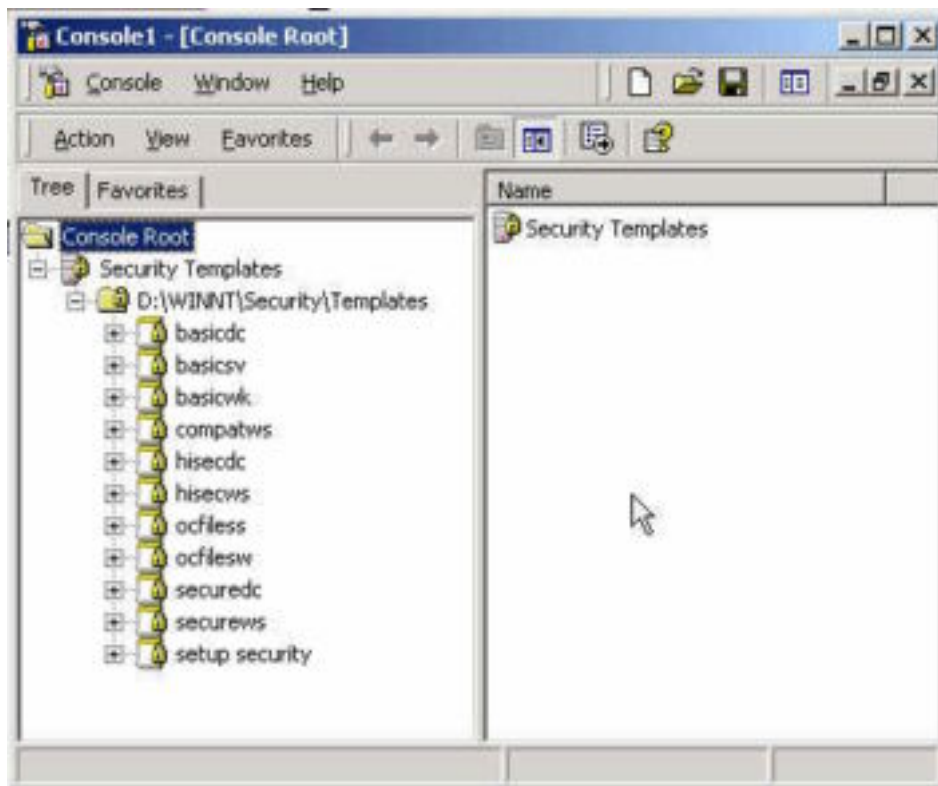 Console1 - [Console Root]
Console Window Help
Action View Favorites
Tree Favorites
Name
Console Root
Security Templates
D:\WINNT\Security\Templates
basicdc
basicsv
basicwk
compatws
hisecdc
hisecws
ocfiless
ocfilesw
securedc
securews
setup security
Security Templates